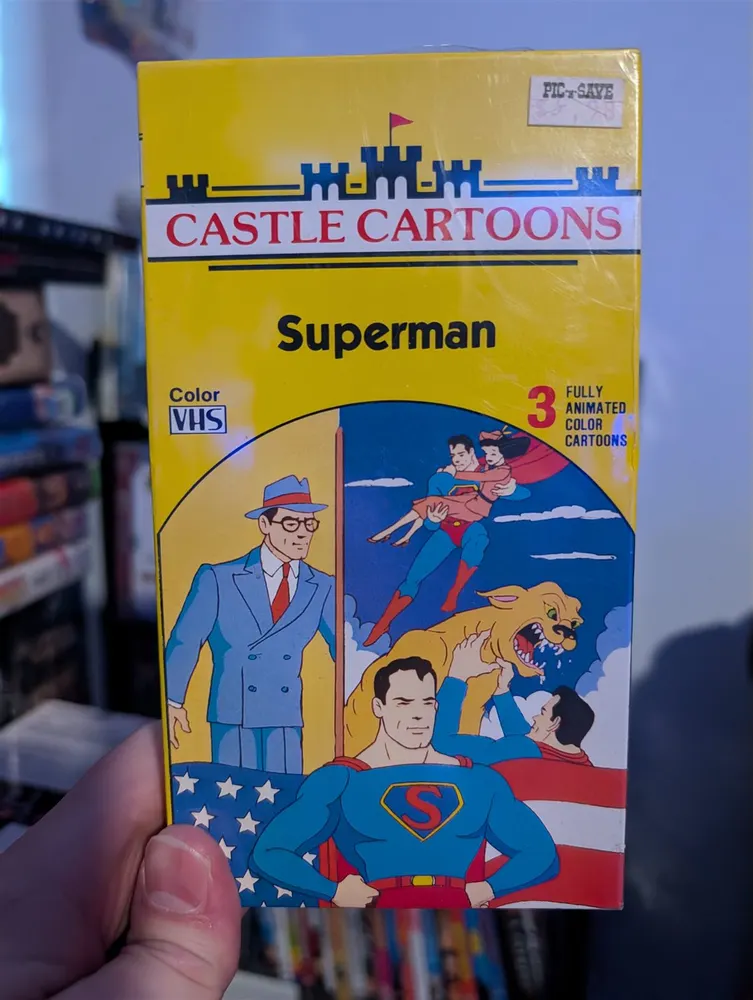 PIC-N-SAVE
CASTLE CARTOONS
Superman
Color
VHS
3
FULLY
ANIMATED
COLOR
CARTOONS
S